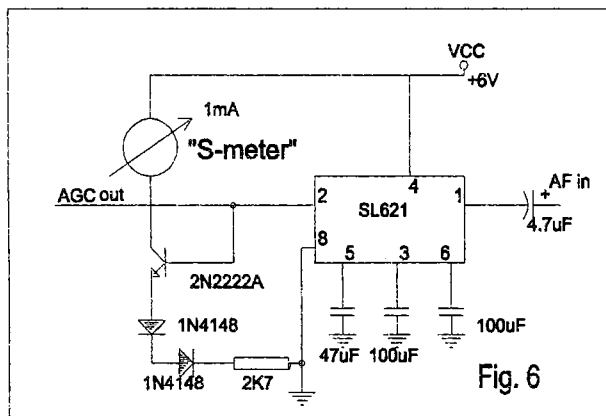 VCC
+6V
1mA
"S-meter"
AGC out
2
4
1
SL621
AF in
+
4.7uF
8
5
3
6
2N2222A
1N4148
47uF
100uF
100uF
1N4148
2K7
Fig. 6